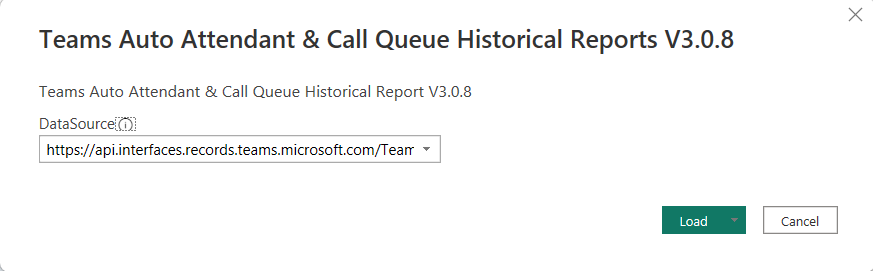 Teams Auto Attendant & Call Queue Historical Reports V3.0.8
Teams Auto Attendant & Call Queue Historical Report V3.0.8
DataSource
https://api.interfaces.records.teams.microsoft.com/Team
Load
Cancel